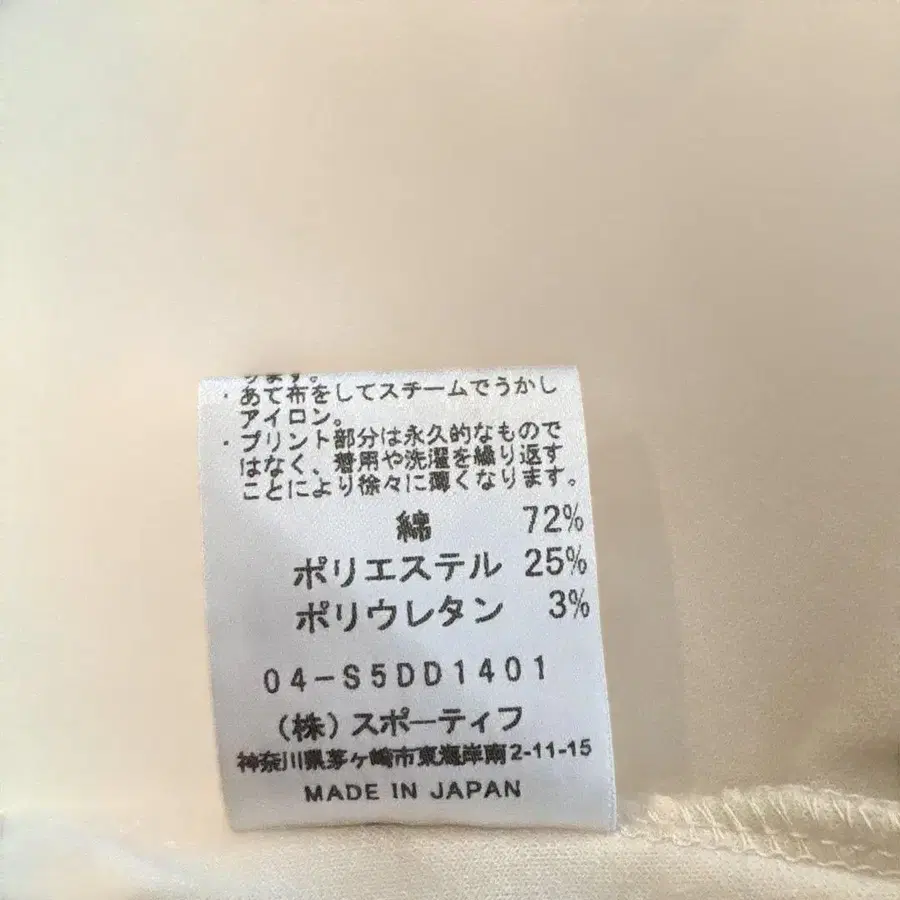 ります。
・あて布をしてスチームでうかし
アイロン。
・プリント部分は永久的なもので
はなく、着用や洗濯を繰り返す
ことにより徐々に薄くなります。
綿 72%
ポリエステル 25%
ポリウレタン 3%
04-S5DD1401
(株)スポーティフ
神奈川県茅ヶ崎市東海岸南2-11-15
MADE IN JAPAN